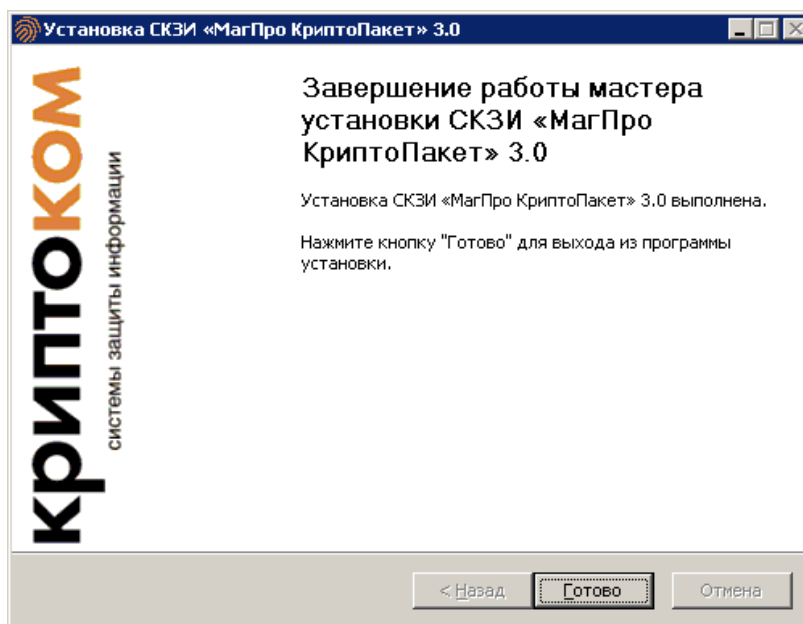 Установка СКЗИ «МагПро КриптоПакет» 3.0
криптоком
системы защиты информации
Завершение работы мастера
установки СКЗИ «МагПро
КриптоПакет» 3.0
Установка СКЗИ «МагПро КриптоПакет» 3.0 выполнена.
Нажмите кнопку "Готово" для выхода из программы
установки.
< Назад
Готово
Отмена